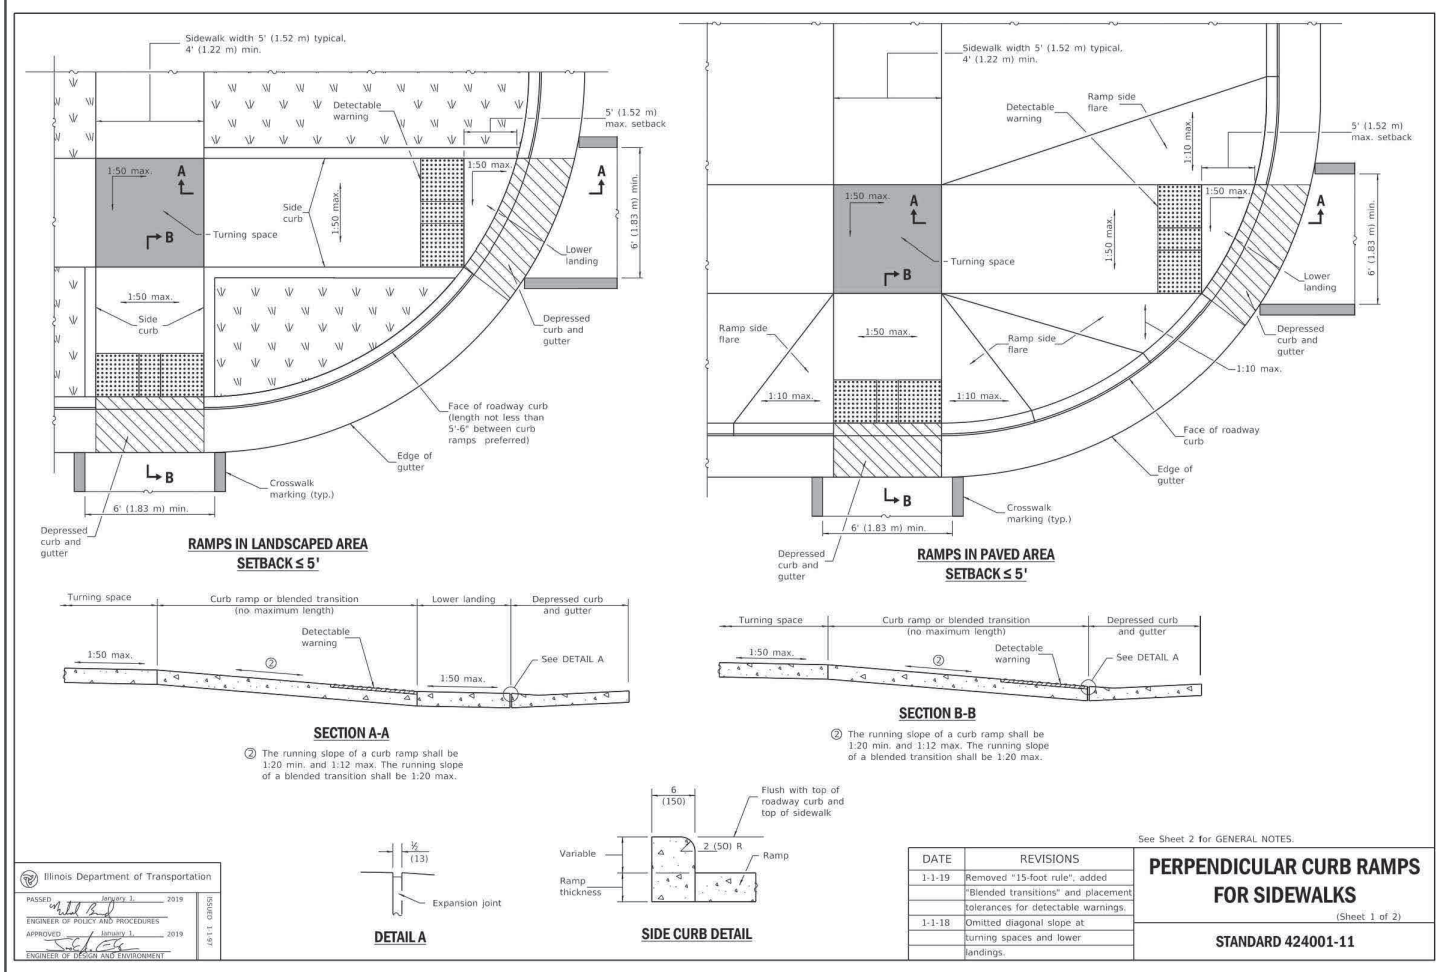 Sidewalk width 5' (1.52 m) typical,
4' (1.22 m) min.
Detectable
warning
5' (1.52 m)
max. setback
1:50 max.
A
1:50 max.
A
Side
curb
1:50 max.
6' (1.83 m) min.
B
Turning space
Lower
landing
1:50 max.
Side
curb
Depressed
curb and
gutter
Face of roadway curb
(length not less than
5'-6" between curb
ramps preferred)
Edge of
gutter
B
Crosswalk
marking (typ.)
6' (1.83 m) min.
Depressed
curb and
gutter
RAMPS IN LANDSCAPED AREA
SETBACK ≤ 5'
Sidewalk width 5' (1.52 m) typical,
4' (1.22 m) min.
Ramp side
flare
Detectable
warning
1:10 max.
5' (1.52 m)
max. setback
1:50 max.
A
1:50 max.
A
1:50 max.
6' (1.83 m) min.
Turning space
B
Lower
landing
Ramp side
flare
1:50 max.
Ramp side
flare
Depressed
curb and
gutter
1:10 max.
1:10 max.
1:10 max.
Face of roadway
curb
Edge of
gutter
B
Crosswalk
marking (typ.)
6' (1.83 m) min.
Depressed
curb and
gutter
RAMPS IN PAVED AREA
SETBACK ≤ 5'
Turning space
Curb ramp or blended transition
(no maximum length)
Lower landing
Depressed curb
and gutter
Detectable
warning
1:50 max.
②
1:50 max.
See DETAIL A
SECTION A-A
② The running slope of a curb ramp shall be
1:20 min. and 1:12 max. The running slope
of a blended transition shall be 1:20 max.
Turning space
Curb ramp or blended transition
(no maximum length)
Depressed curb
and gutter
1:50 max.
②
Detectable
warning
See DETAIL A
SECTION B-B
② The running slope of a curb ramp shall be
1:20 min. and 1:12 max. The running slope
of a blended transition shall be 1:20 max.
½
(13)
Expansion joint
DETAIL A
6
(150)
Flush with top of
roadway curb and
top of sidewalk
Variable
2 (50) R
Ramp
Ramp
thickness
SIDE CURB DETAIL
See Sheet 2 for GENERAL NOTES.
Illinois Department of Transportation
PASSED January 1, 2019
ENGINEER OF POLICY AND PROCEDURES
APPROVED January 1, 2019
ENGINEER OF DESIGN AND ENVIRONMENT
ISSUED 1-1-97
DATE REVISIONS
1-1-19 Removed "15-foot rule", added
"Blended transitions" and placement
tolerances for detectable warnings.
1-1-18 Omitted diagonal slope at
turning spaces and lower
landings.
PERPENDICULAR CURB RAMPS
FOR SIDEWALKS
(Sheet 1 of 2)
STANDARD 424001-11